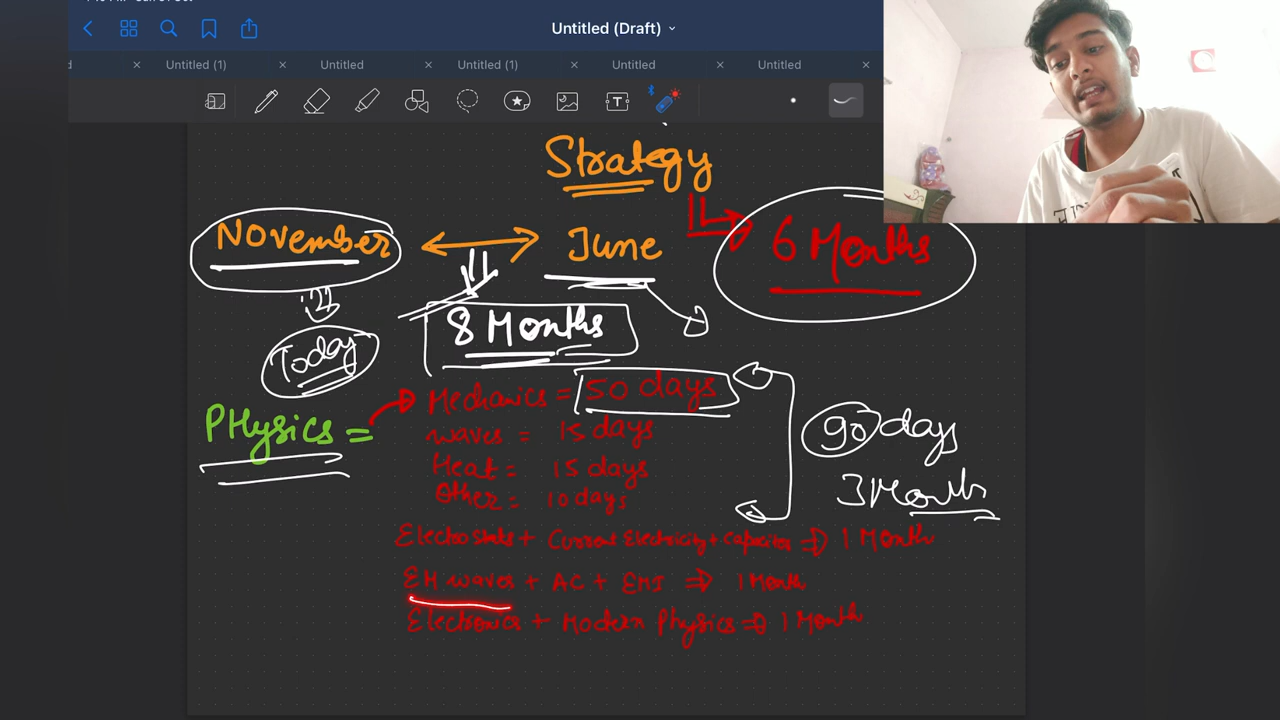 Untitled (Draft)
Untitled (1)
Untitled
Untitled (1)
Untitled
Untitled
Strategy
November
June
6 Months
8 Months
Today
PHysics =
Mechanics = 50 days
waves = 15 days
Heat = 15 days
Other = 10 days
90 days
3 Month
Current Electricity + Capacitor ⇒ 1 Month
EM waves + AC + EMI ⇒ 1 Month
Electronics + Modern Physics ⇒ 1 Month